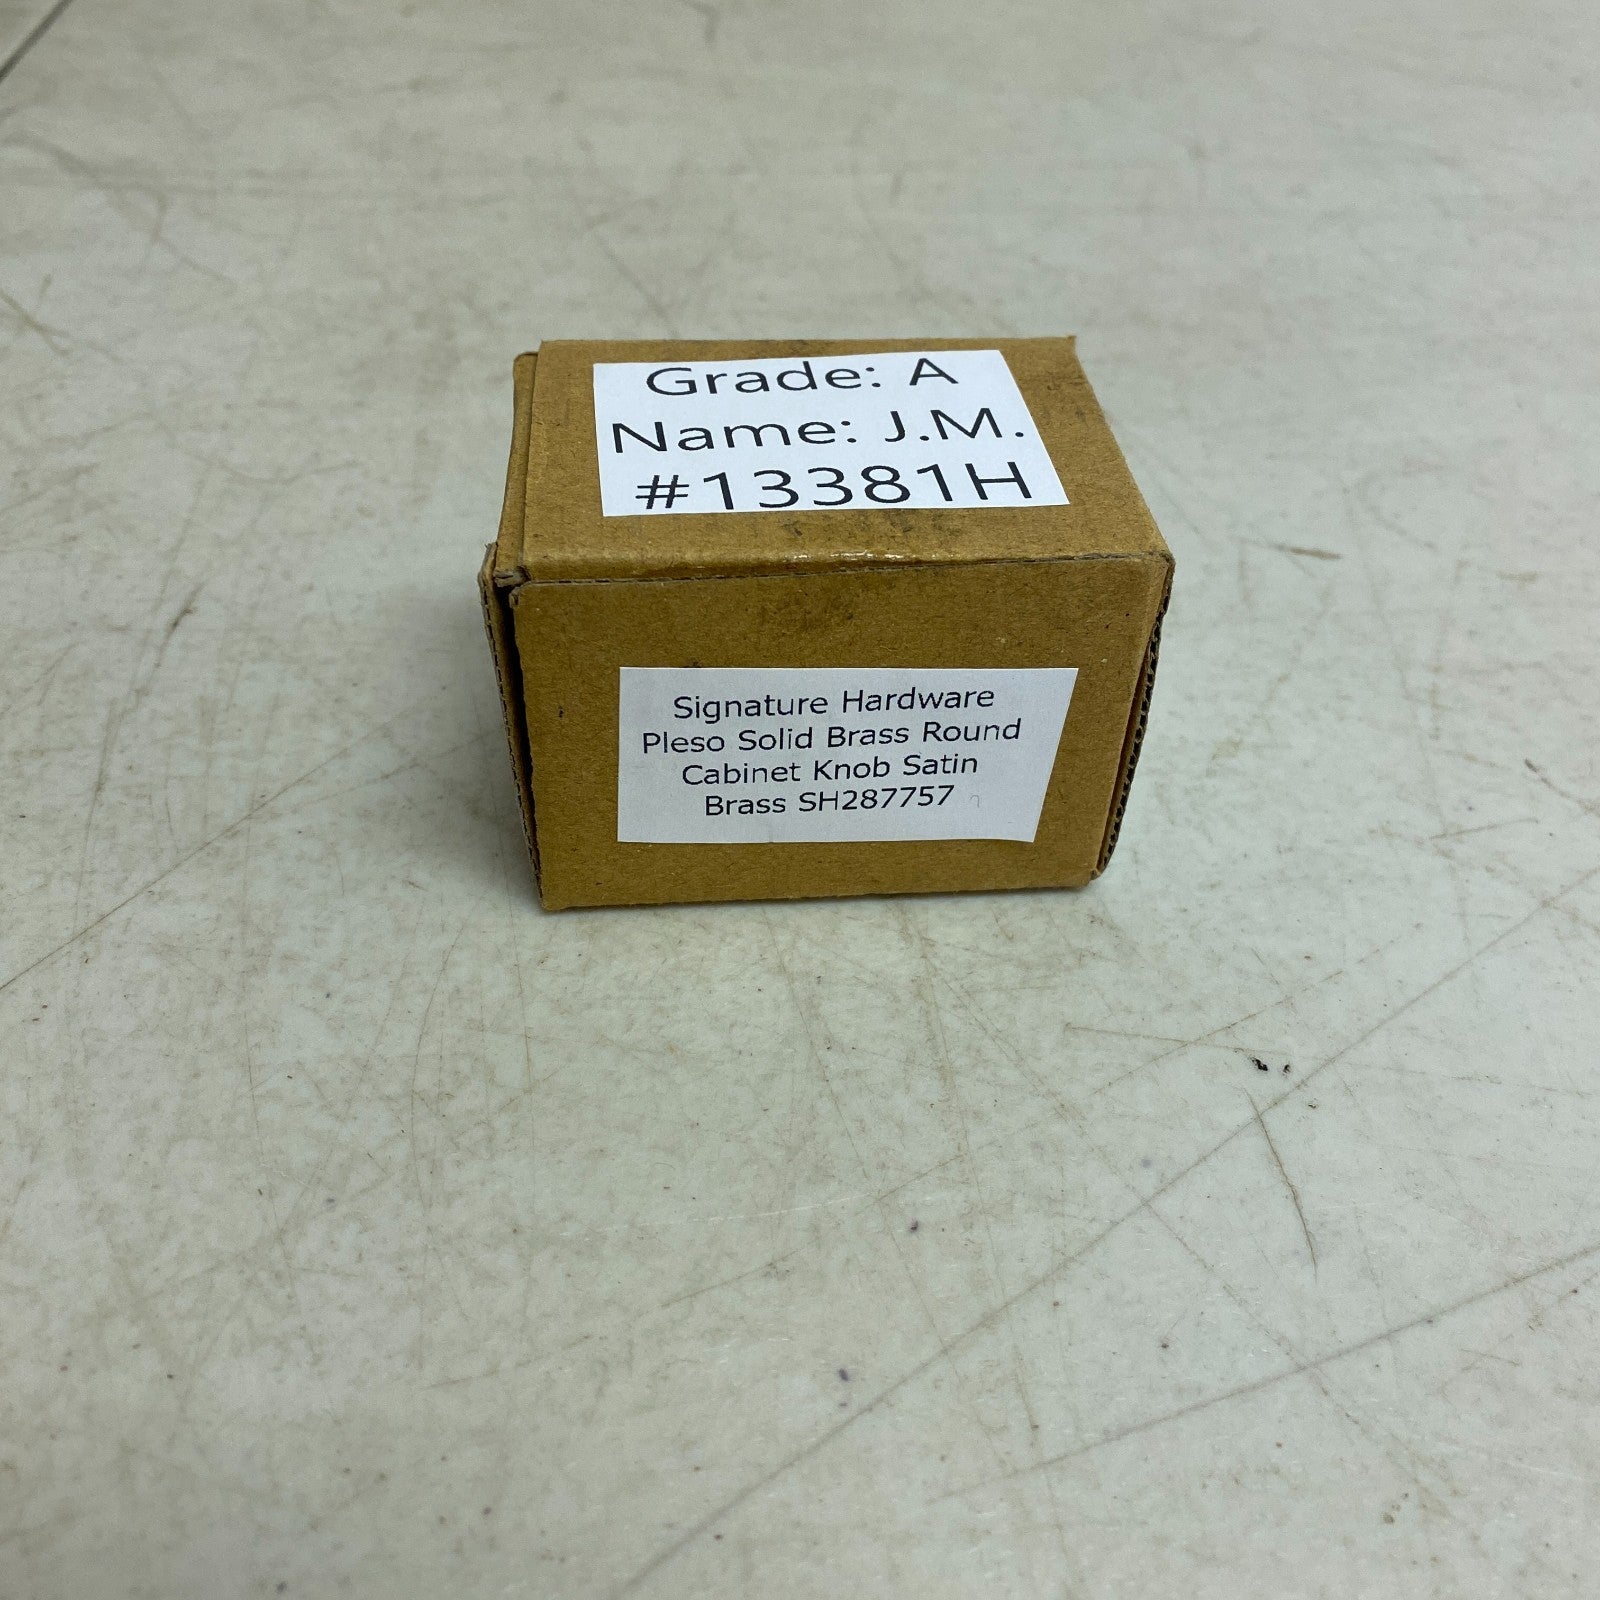 Grade: A
Name: J.M.
#13381H
Signature Hardware
Pleso Solid Brass Round
Cabinet Knob Satin
Brass SH287757